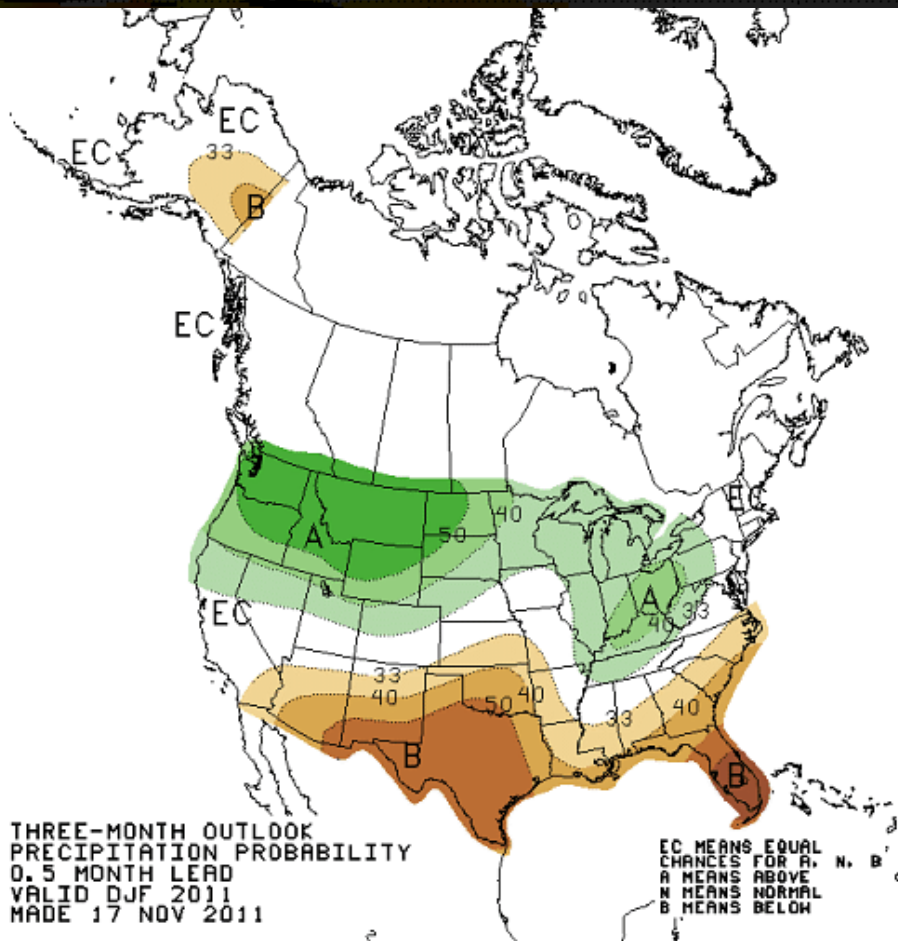 EC
EC
33
B
EC
EC
40
A
50
A
33
40
EC
33
40
50
40
33
40
B
B
THREE-MONTH OUTLOOK
PRECIPITATION PROBABILITY
0.5 MONTH LEAD
VALID DJF 2011
MADE 17 NOV 2011
EC MEANS EQUAL
CHANCES FOR A, N, B
A MEANS ABOVE
N MEANS NORMAL
B MEANS BELOW